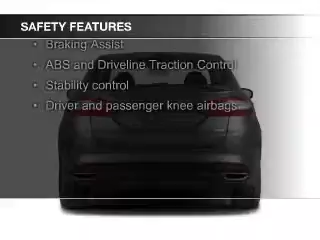 SAFETY FEATURES
• Braking Assist
• ABS and Driveline Traction Control
• Stability control
• Driver and passenger knee airbags